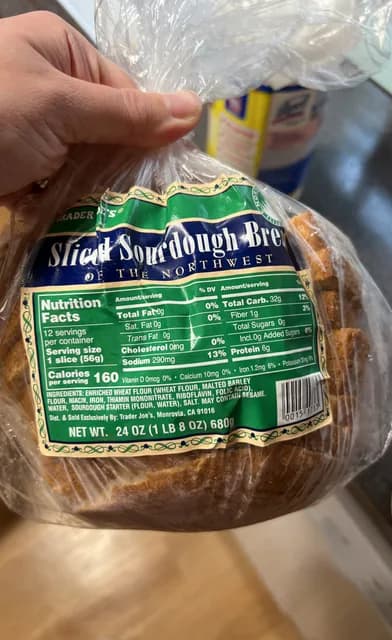 Sliced Sourdough Bre
OF THE NORTHWEST
Nutrition Facts
12 servings per container
Serving size
1 slice (56g)
Calories per serving 160
Amount/serving % DV
Total Fat 0g 0%
Sat. Fat 0g 0%
Trans Fat 0g
Cholesterol 0mg 0%
Sodium 290mg 13%
Amount/serving
Total Carb. 32g 12%
Fiber 1g
Total Sugars 0g
Incl. 0g Added Sugars
Protein 6g
Vitamin D 0mcg 0% • Calcium 10mg 0% • Iron 1.2mg 6% • Potassium
INGREDIENTS: ENRICHED WHEAT FLOUR (WHEAT FLOUR, MALTED BARLEY
FLOUR, NIACIN, IRON, THIAMIN MONONITRATE, RIBOFLAVIN, FOLIC ACID),
WATER, SOURDOUGH STARTER (FLOUR, WATER), SALT. MAY CONTAIN SESAME.
Dist. & Sold Exclusively By: Trader Joe's, Monrovia, CA 91016
NET WT. 24 OZ (1 LB 8 OZ) 680g